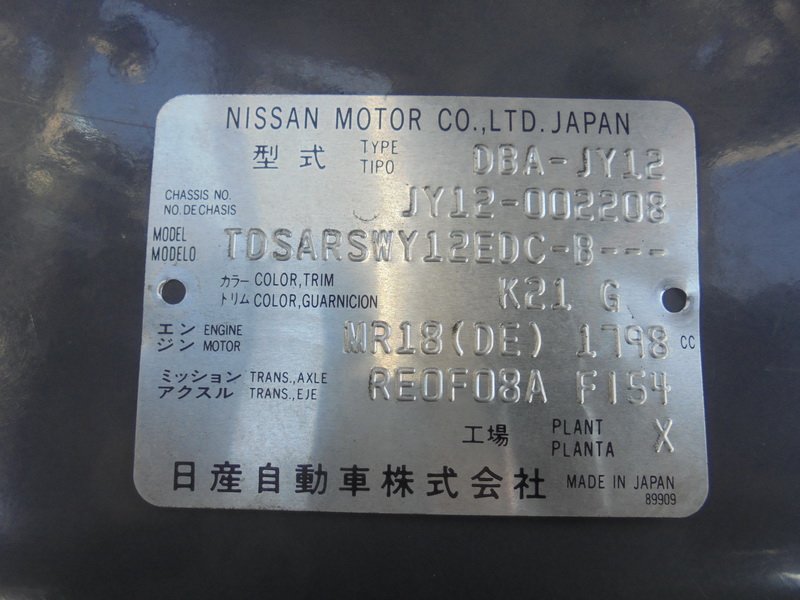 NISSAN MOTOR CO.,LTD. JAPAN
型式 TYPE TIPO DBA-JY12
CHASSIS NO. NO. DE CHASIS JY12-002208
MODEL MODELO TDSARSWY12EDC-B---
カラー COLOR,TRIM
トリム COLOR,GUARNICION K21 G
エン ENGINE
ジン MOTOR MR18(DE) 1798 CC
ミッション TRANS.,AXLE
アクスル TRANS.,EJE RE0F08A F154
工場 PLANT PLANTA X
日産自動車株式会社 MADE IN JAPAN
89909